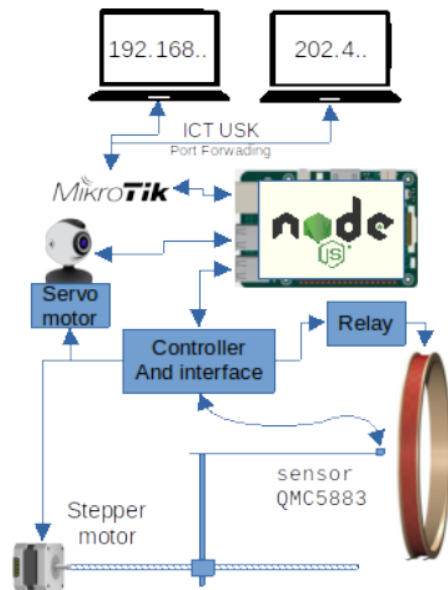 192.168..
202.4..
ICT USK
Port Forwading
MikroTik
node
JS
Servo
motor
Controller
And interface
Relay
sensor
QMC5883
Stepper
motor